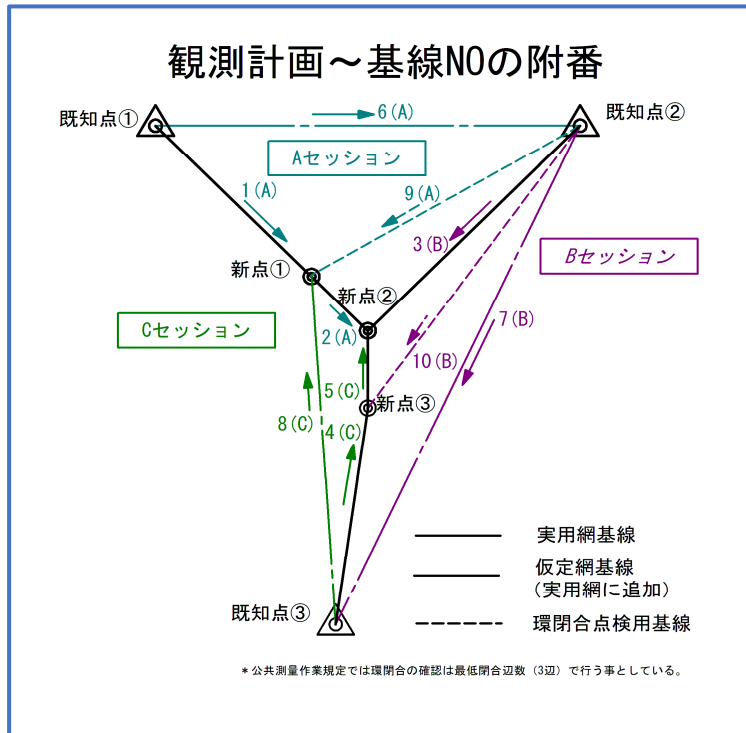 観測計画～基線NOの附番
6(A)
既知点①
既知点②
Aセッション
1(A)
9(A)
3(B)
Bセッション
新点①
新点②
Cセッション
2(A)
7(B)
10(B)
5(C)
新点③
8(C)
4(C)
実用網基線
仮定網基線
(実用網に追加)
既知点③
環閉合点検用基線
*公共測量作業規定では環閉合の確認は最低閉合辺数（3辺）で行う事としている。